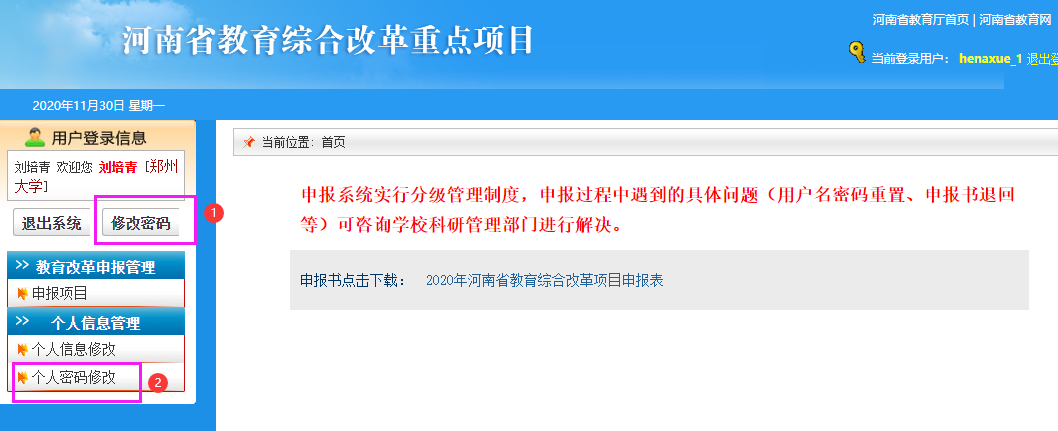 河南省教育综合改革重点项目
河南省教育厅首页 | 河南省教育网
当前登录用户： henaxue_1 退出登
2020年11月30日 星期一
用户登录信息
刘培青 欢迎您 刘培青 [郑州
大学]
退出系统 修改密码 1
>> 教育改革申报管理
申报项目
>> 个人信息管理
个人信息修改
个人密码修改 2
当前位置：首页
申报系统实行分级管理制度，申报过程中遇到的具体问题（用户名密码重置、申报书退回
等）可咨询学校科研管理部门进行解决。
申报书点击下载： 2020年河南省教育综合改革项目申报表